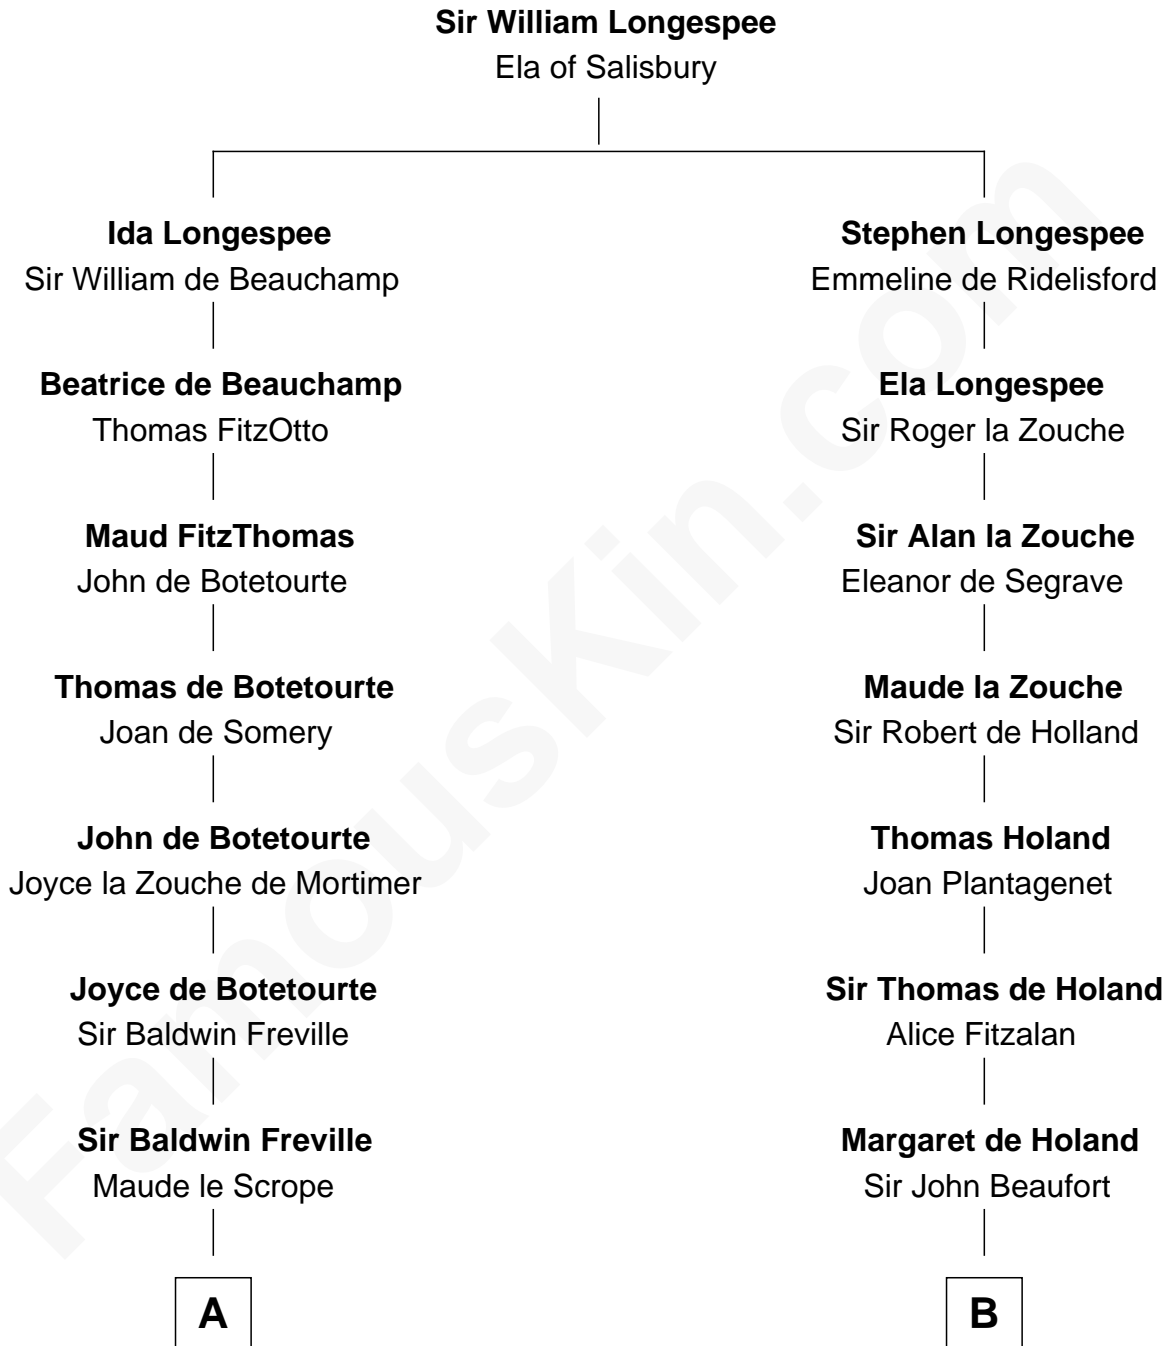 Sir William Longespee
Ela of Salisbury
Ida Longespee
Sir William de Beauchamp
Beatrice de Beauchamp
Thomas FitzOtto
Maud FitzThomas
John de Botetourte
Thomas de Botetourte
Joan de Somery
John de Botetourte
Joyce la Zouche de Mortimer
Joyce de Botetourte
Sir Baldwin Freville
Sir Baldwin Freville
Maude le Scrope
A
Stephen Longespee
Emmeline de Ridelisford
Ela Longespee
Sir Roger la Zouche
Sir Alan la Zouche
Eleanor de Segrave
Maude la Zouche
Sir Robert de Holland
Thomas Holand
Joan Plantagenet
Sir Thomas de Holand
Alice Fitzalan
Margaret de Holand
Sir John Beaufort
B
FamousKin.com